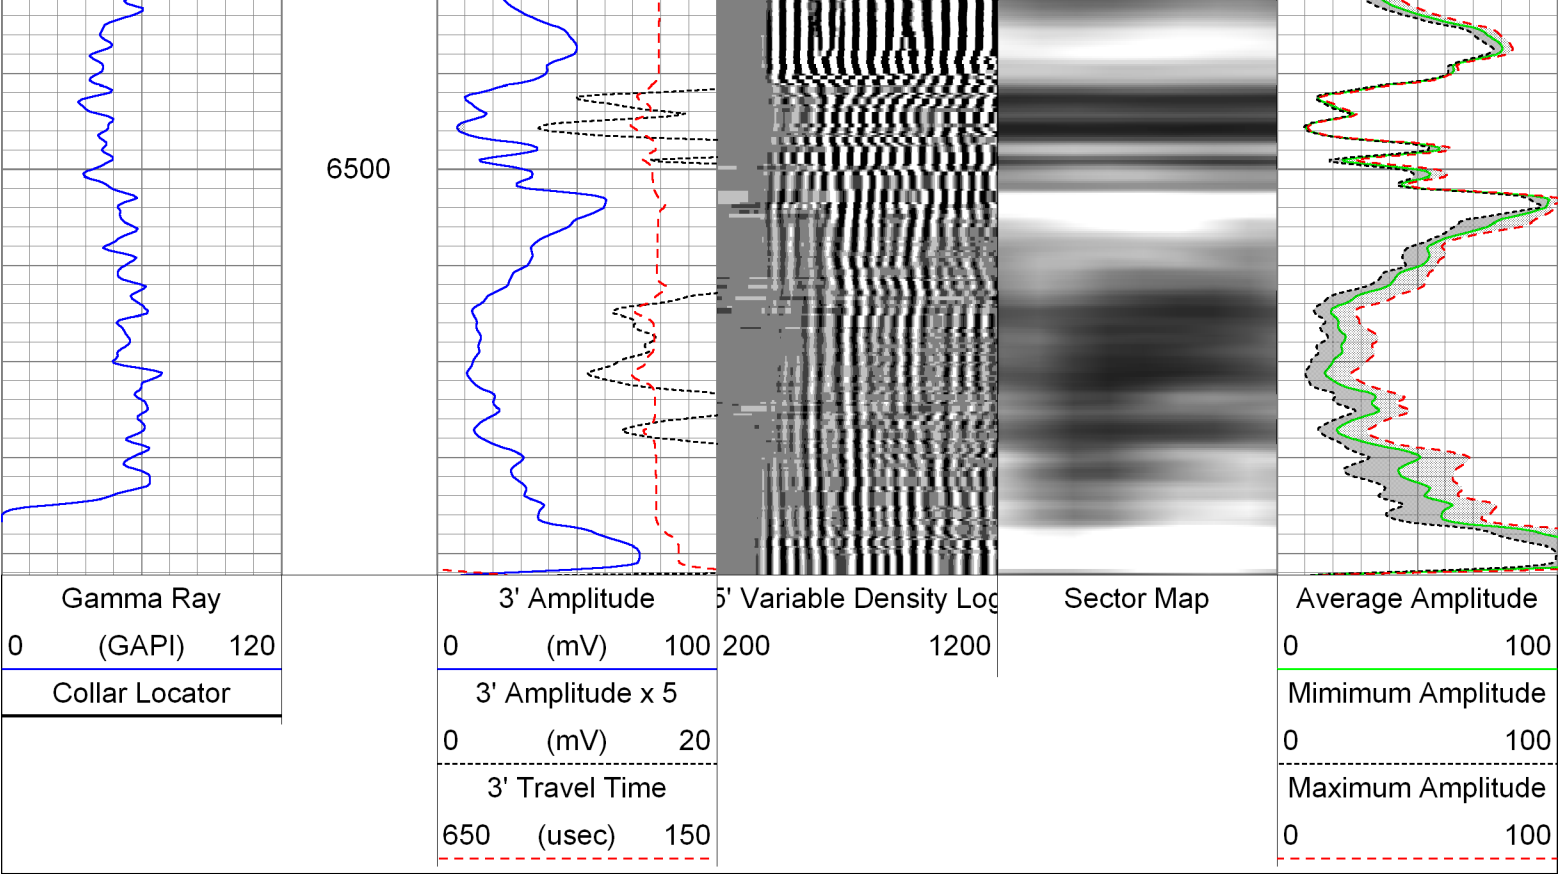 6500
Gamma Ray
0 (GAPI) 120
Collar Locator
3' Amplitude
0 (mV) 100
3' Amplitude x 5
0 (mV) 20
3' Travel Time
650 (usec) 150
5' Variable Density Log
200 1200
Sector Map
Average Amplitude
0 100
Mimimum Amplitude
0 100
Maximum Amplitude
0 100